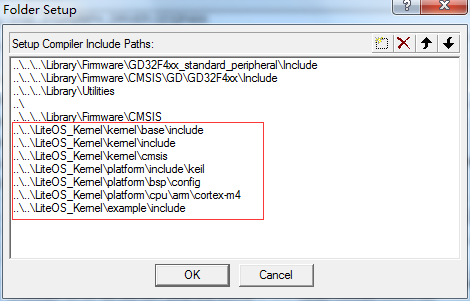 Folder Setup
?
Setup Compiler Include Paths:
..\..\..\Library\Firmware\GD32F4xx_standard_peripheral\Include
..\..\..\Library\Firmware\CMSIS\GD\GD32F4xx\Include
..\..\..\Library\Utilities
..\
..\..\..\Library\Firmware\CMSIS
..\..\LiteOS_Kernel\kernel\base\include
..\..\LiteOS_Kernel\kernel\include
..\..\LiteOS_Kernel\kernel\cmsis
..\..\LiteOS_Kernel\platform\include\keil
..\..\LiteOS_Kernel\platform\bsp\config
..\..\LiteOS_Kernel\platform\cpu\arm\cortex-m4
..\..\LiteOS_Kernel\example\include
OK
Cancel